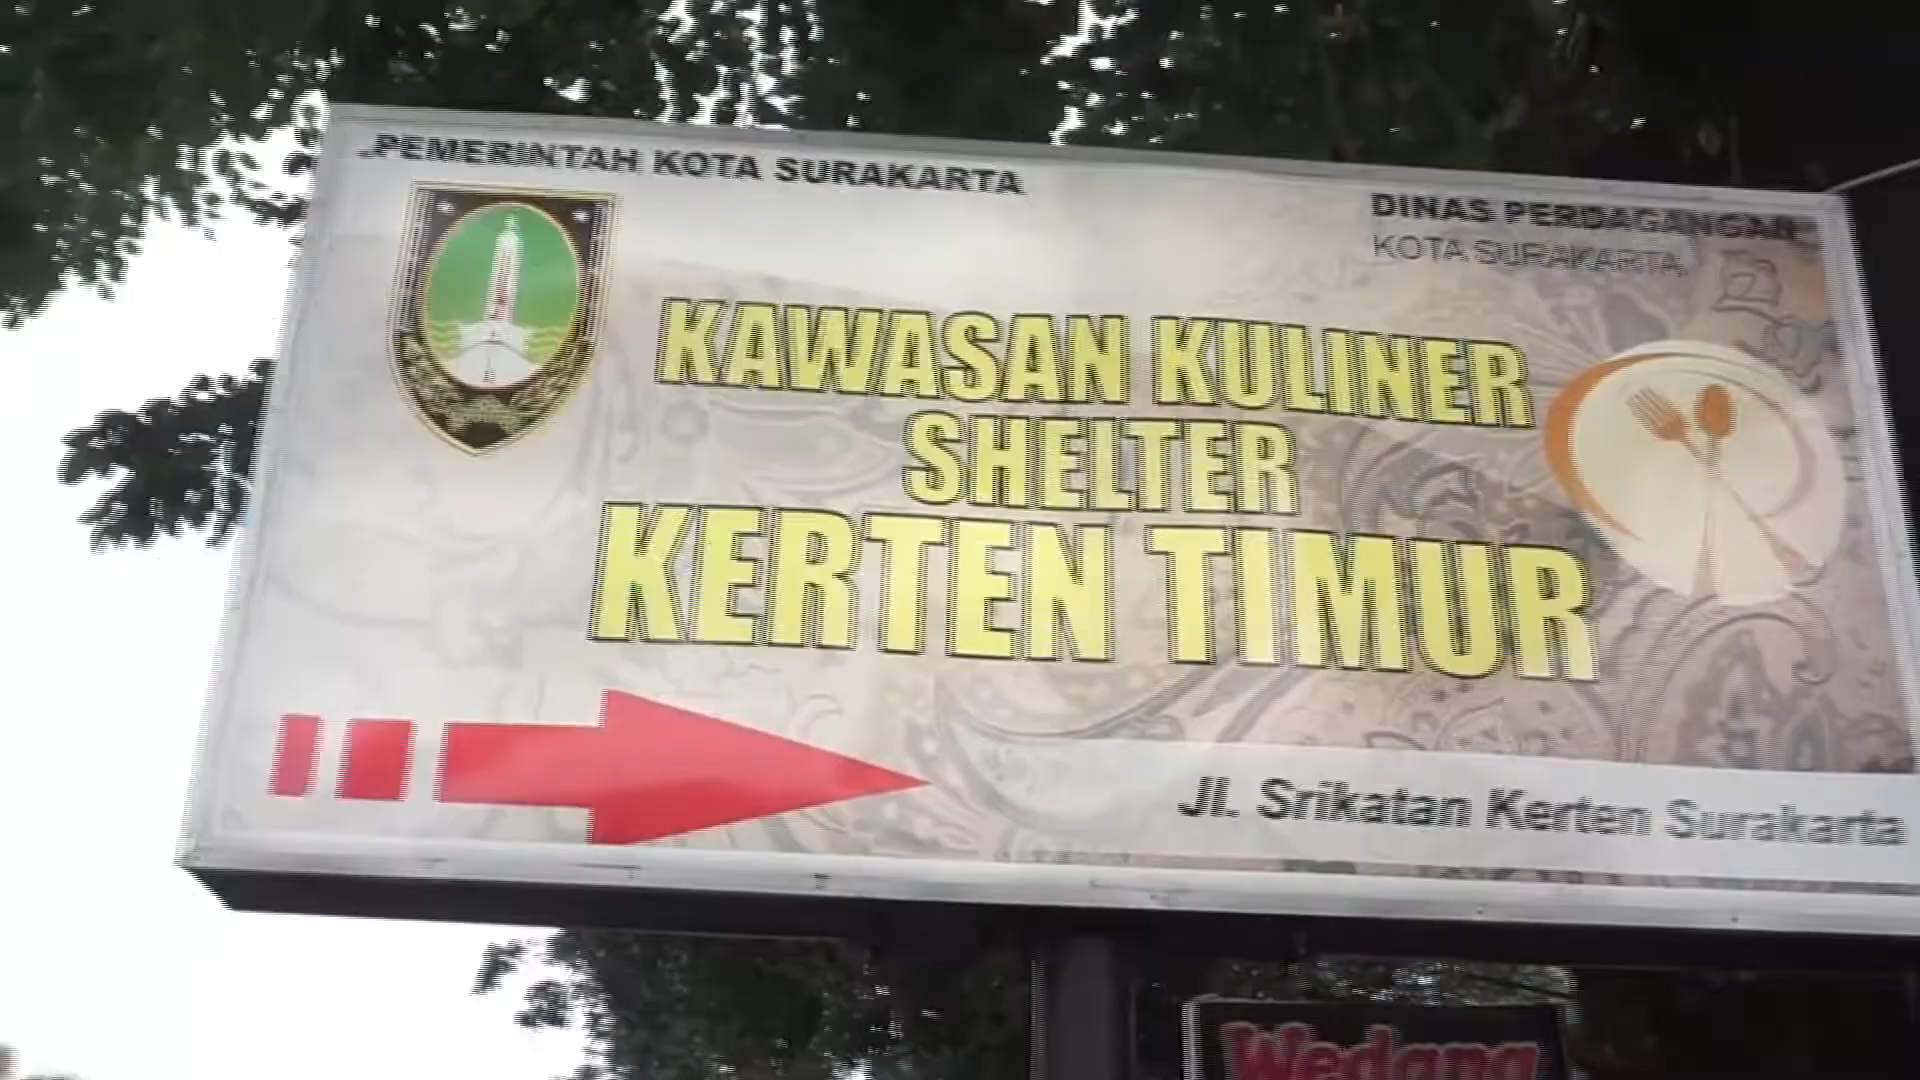 PEMERINTAH KOTA SURAKARTA
DINAS PERDAGANGAN
KOTA SURAKARTA
KAWASAN KULINER
SHELTER
KERTEN TIMUR
Jl. Srikatan Kerten Surakarta
Wedang